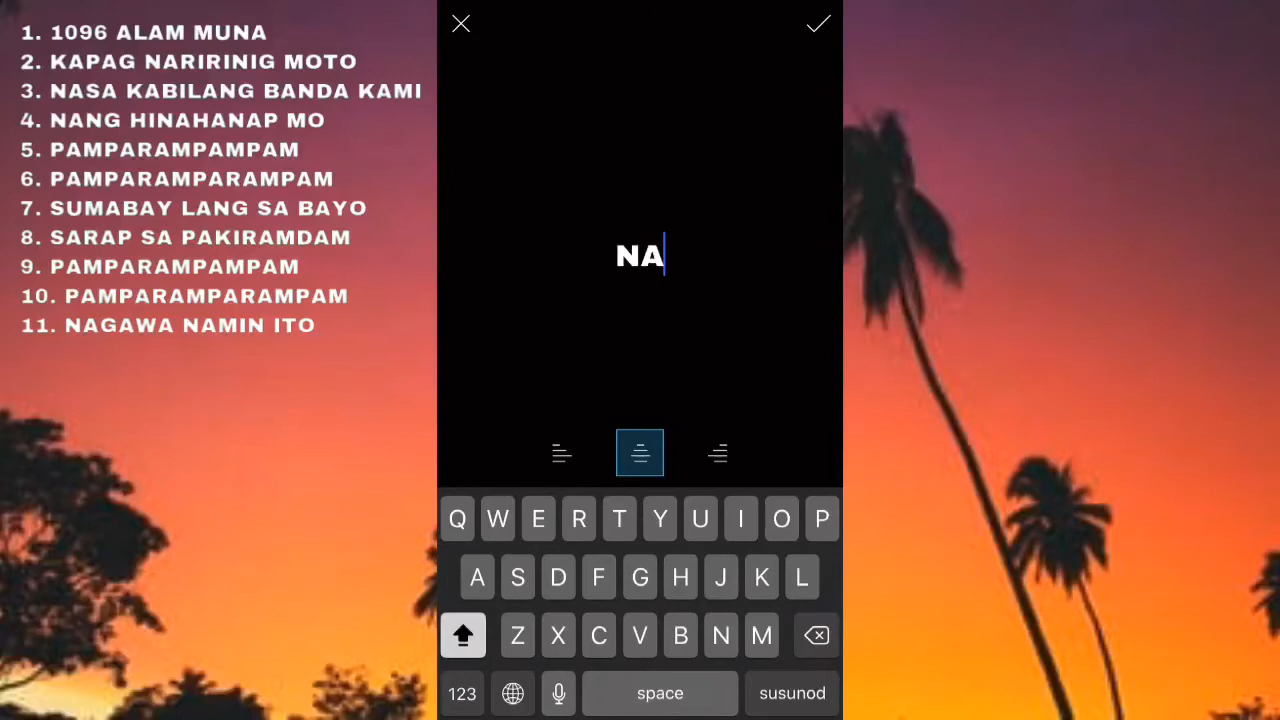 1. 1096 ALAM MUNA
2. KAPAG NARIRINIG MOTO
3. NASA KABILANG BANDA KAMI
4. NANG HINAHANAP MO
5. PAMPARAMPAMPAM
6. PAMPARAMPARAMPAM
7. SUMABAY LANG SA BAYO
8. SARAP SA PAKIRAMDAM
9. PAMPARAMPAMPAM
10. PAMPARAMPARAMPAM
11. NAGAWA NAMIN ITO
NA
Q W E R T Y U I O P
A S D F G H J K L
Z X C V B N M
123 space susunod